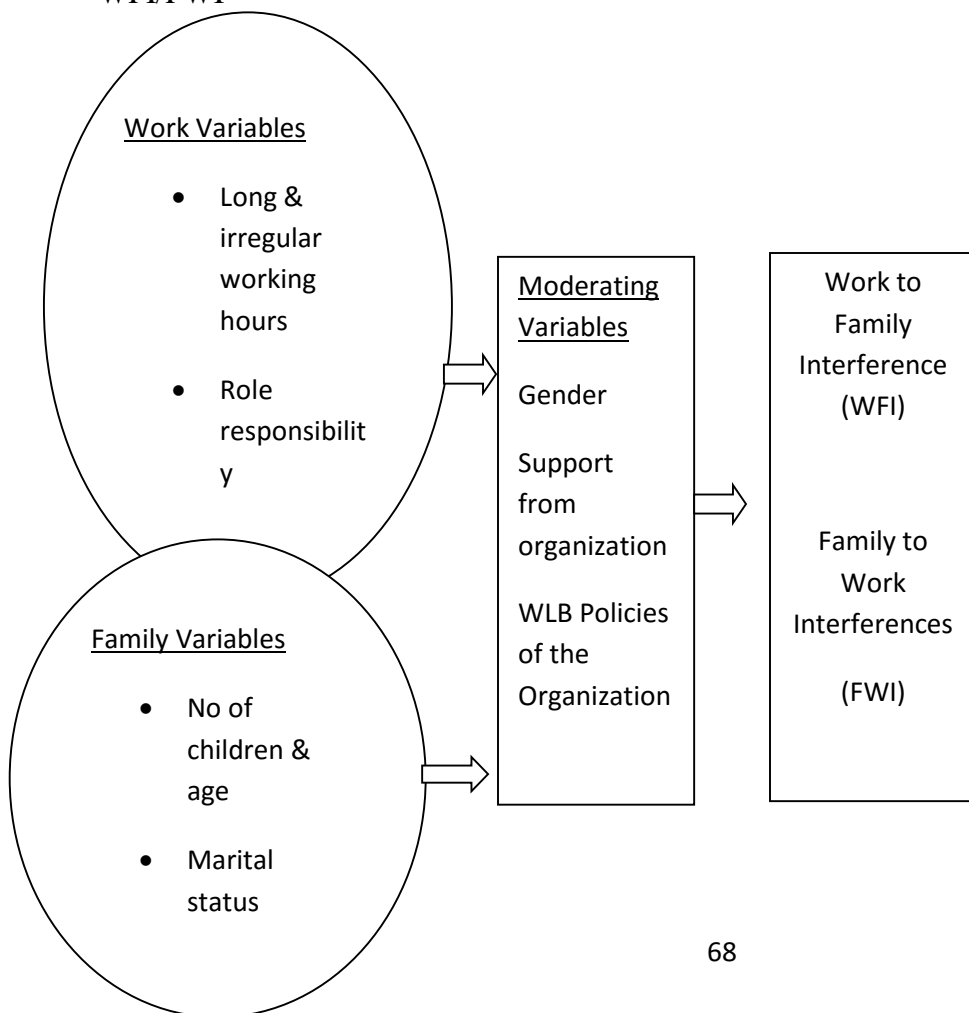 Work Variables
• Long &
irregular
working
hours
• Role
responsibilit
y
Family Variables
• No of
children &
age
• Marital
status
Moderating
Variables
Gender
Support
from
organization
WLB Policies
of the
Organization
Work to
Family
Interference
(WFI)
Family to
Work
Interferences
(FWI)
68